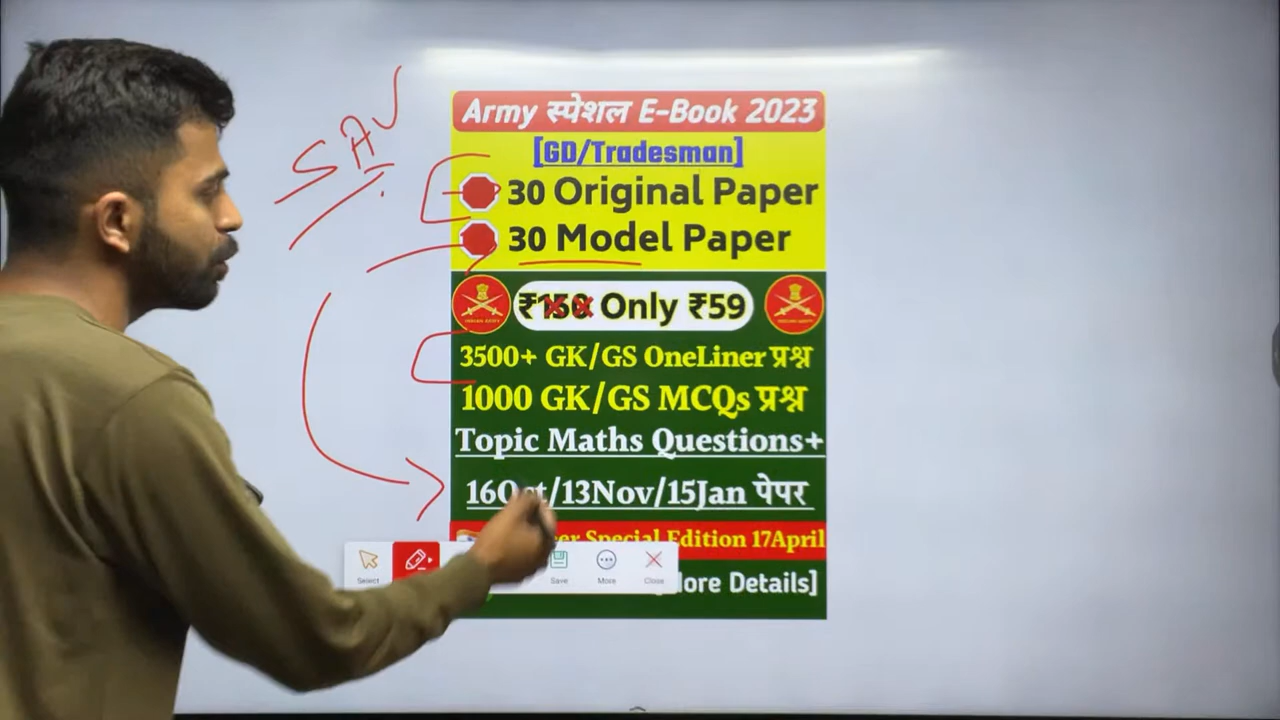 SAV
Army स्पेशल E-Book 2023
[GD/Tradesman]
30 Original Paper
30 Model Paper
₹150 Only ₹59
3500+ GK/GS OneLiner प्रश्न
1000 GK/GS MCQs प्रश्न
Topic Maths Questions+
16Oct/13Nov/15Jan पेपर
Special Edition 17April
Details]
Select
Save
More
Close